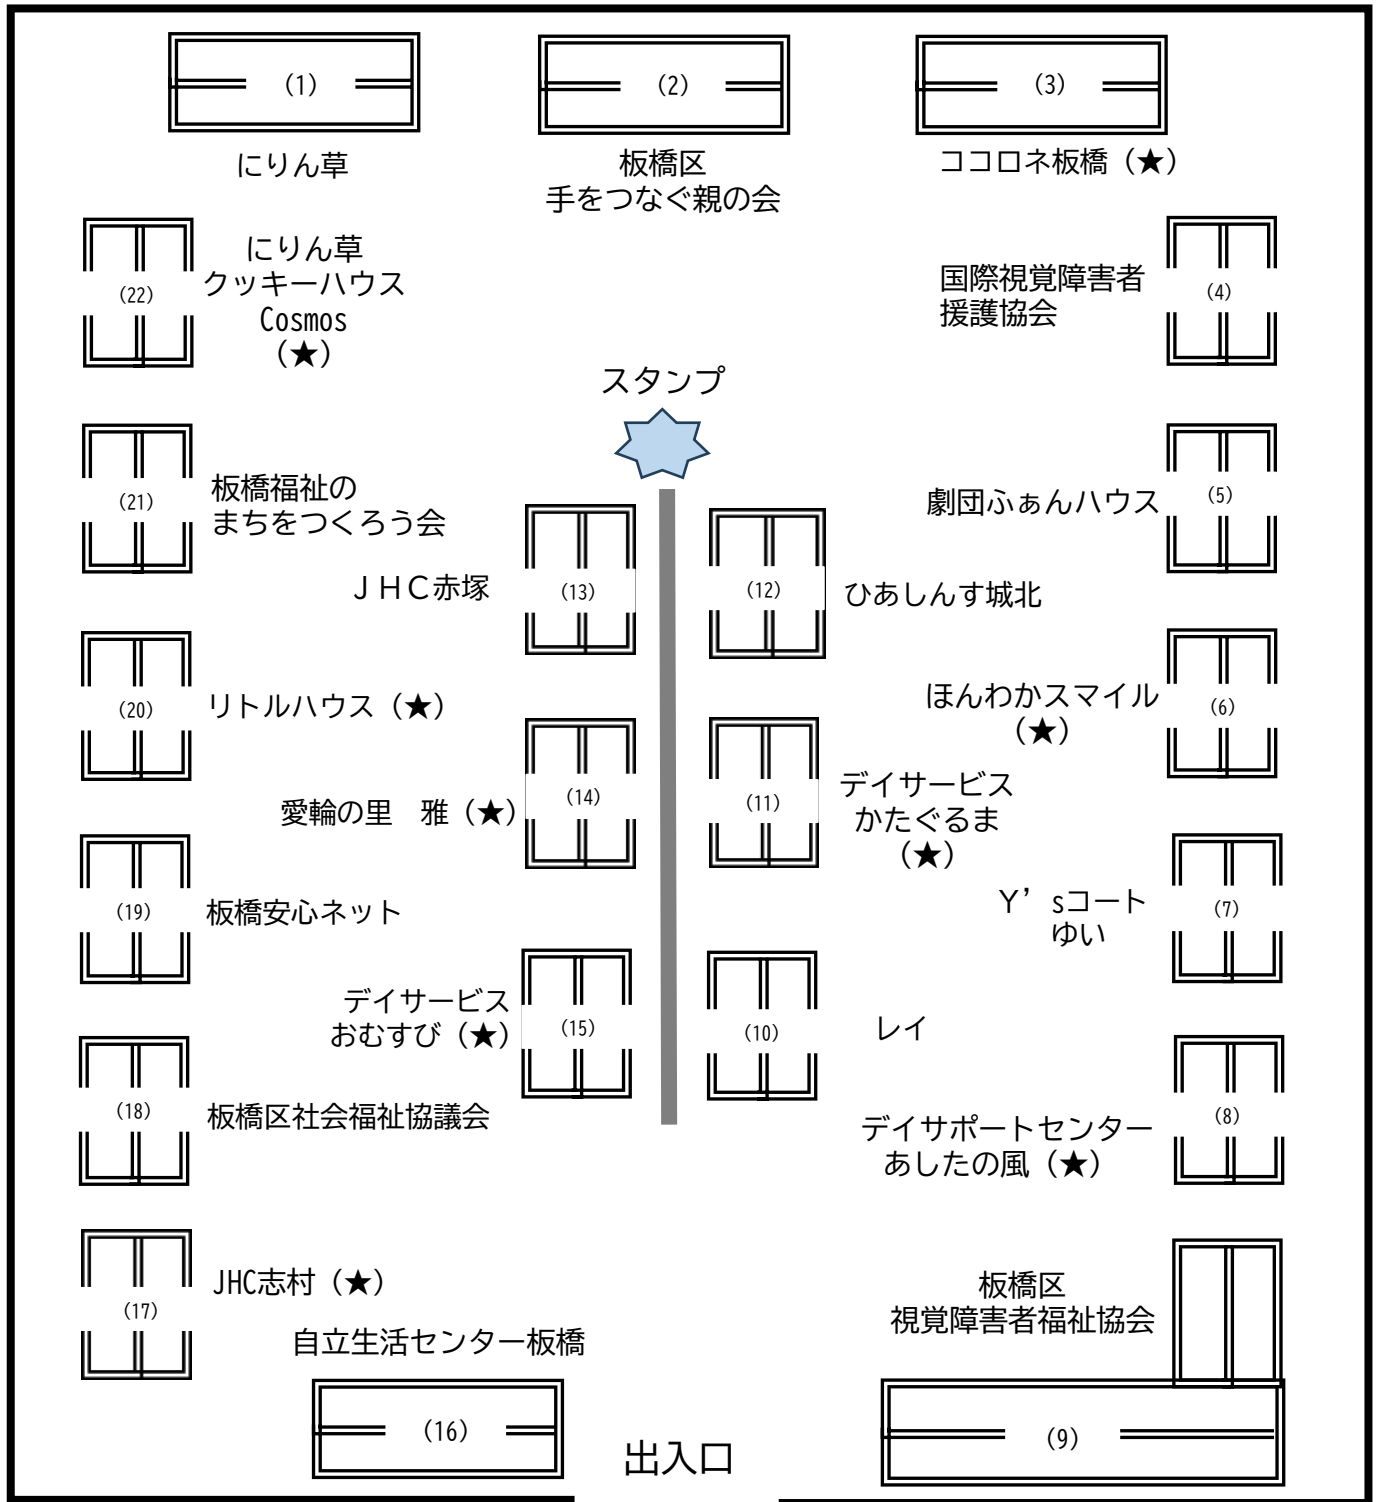 (1)
(2)
(3)
にりん草
板橋区
手をつなぐ親の会
ココロネ板橋（★）
(22)
にりん草
クッキーハウス
Cosmos
（★）
国際視覚障害者
援護協会
(4)
スタンプ
(21)
板橋福祉の
まちをつくろう会
劇団ふぁんハウス
(5)
ＪＨＣ赤塚
(13)
(12)
ひあしんす城北
(20)
リトルハウス（★）
ほんわかスマイル
（★）
(6)
愛輪の里　雅（★）
(14)
(11)
デイサービス
かたぐるま
（★）
(19)
板橋安心ネット
Ｙ’sコート
ゆい
(7)
デイサービス
おむすび（★）
(15)
(10)
レイ
(18)
板橋区社会福祉協議会
デイサポートセンター
あしたの風（★）
(8)
(17)
JHC志村（★）
板橋区
視覚障害者福祉協会
自立生活センター板橋
(16)
出入口
(9)